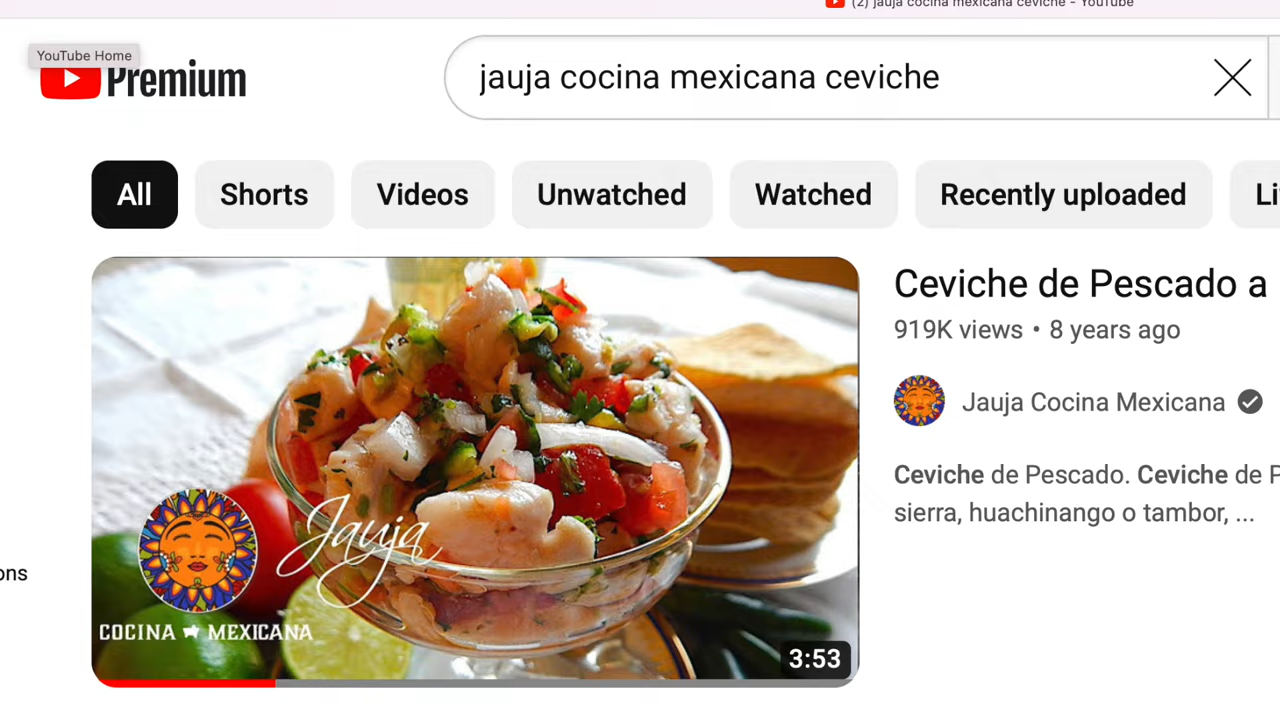 (2) jauja cocina mexicana ceviche - YouTube
YouTube Home
Premium
jauja cocina mexicana ceviche
All
Shorts
Videos
Unwatched
Watched
Recently uploaded
Li
Ceviche de Pescado a
919K views • 8 years ago
Jauja Cocina Mexicana
Ceviche de Pescado. Ceviche de P
sierra, huachinango o tambor, ...
ons
Jauja
COCINA MEXICANA
3:53